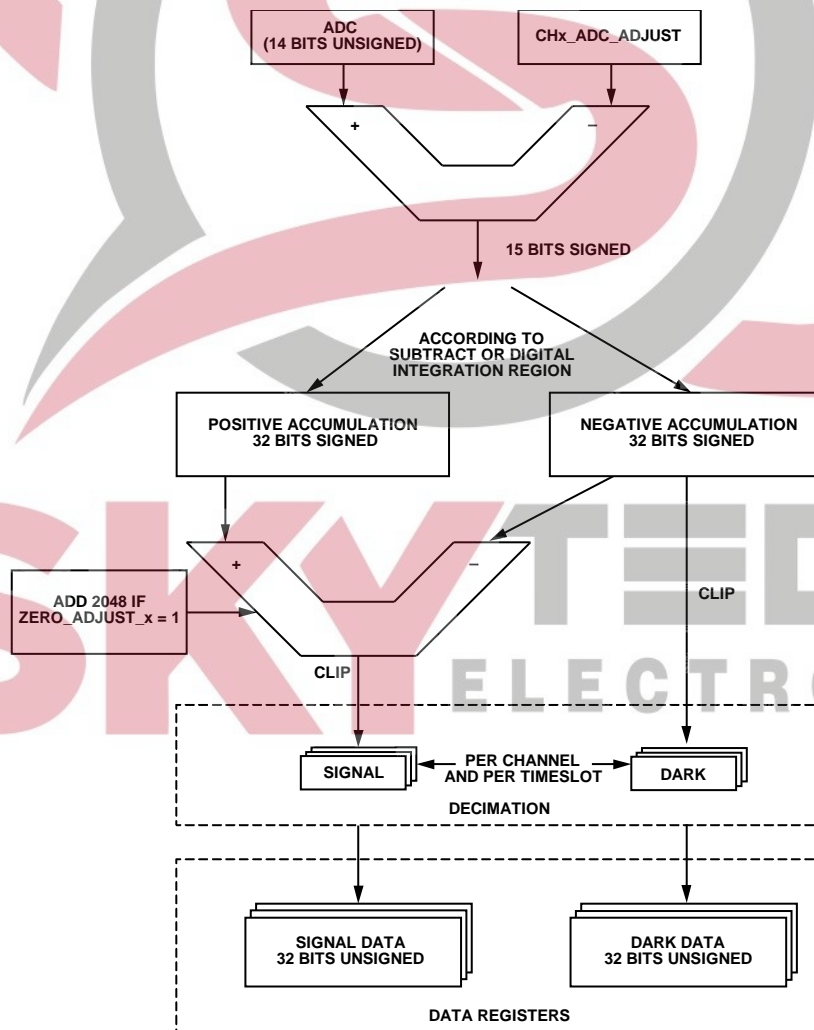 ADC
(14 BITS UNSIGNED)
CHx_ADC_ADJUST
+
–
15 BITS SIGNED
ACCORDING TO
SUBTRACT OR DIGITAL
INTEGRATION REGION
POSITIVE ACCUMULATION
32 BITS SIGNED
NEGATIVE ACCUMULATION
32 BITS SIGNED
+
–
ADD 2048 IF
ZERO_ADJUST_x = 1
CLIP
CLIP
SIGNAL
PER CHANNEL
AND PER TIMESLOT
DARK
DECIMATION
SIGNAL DATA
32 BITS UNSIGNED
DARK DATA
32 BITS UNSIGNED
DATA REGISTERS
SKY
ELECTR